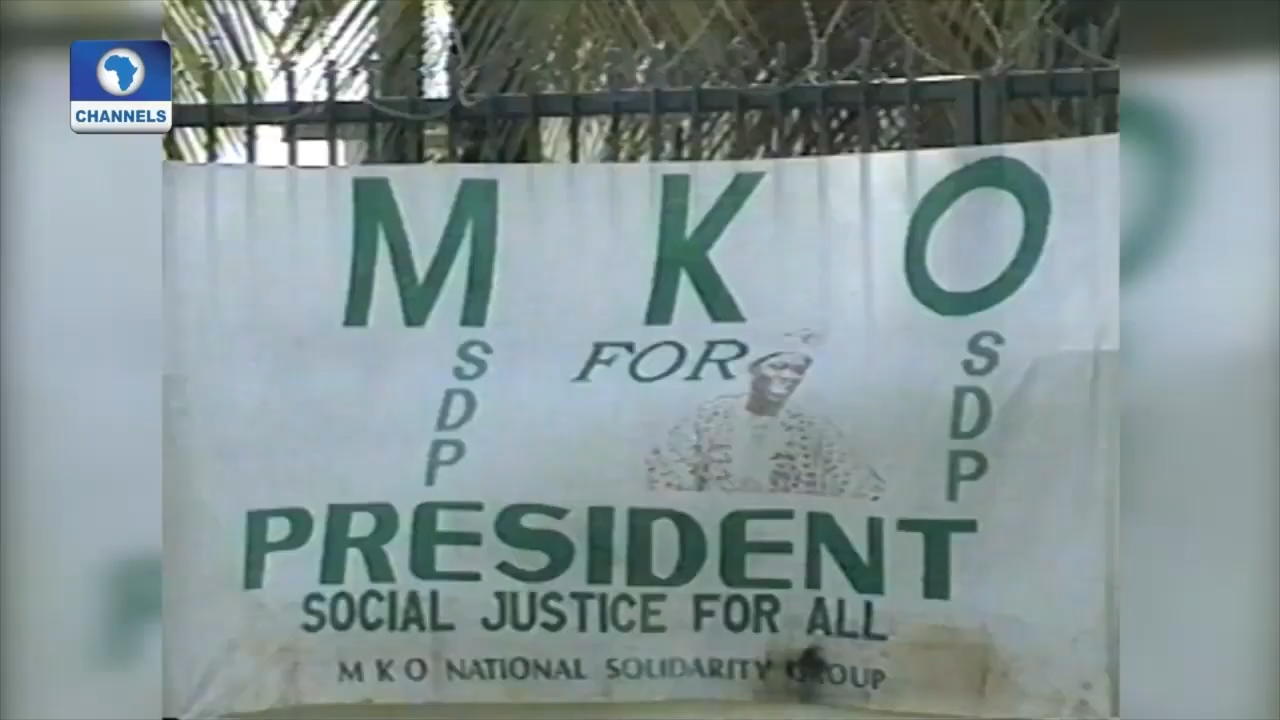 CHANNELS
M K O
SDP
FOR
SDP
PRESIDENT
SOCIAL JUSTICE FOR ALL
M K O NATIONAL SOLIDARITY GROUP